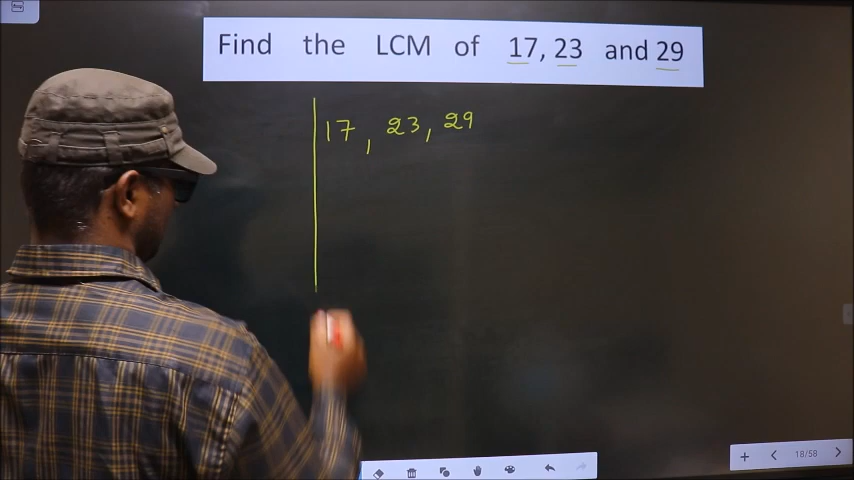 Find the LCM of 17, 23 and 29
17, 23, 29
18/58